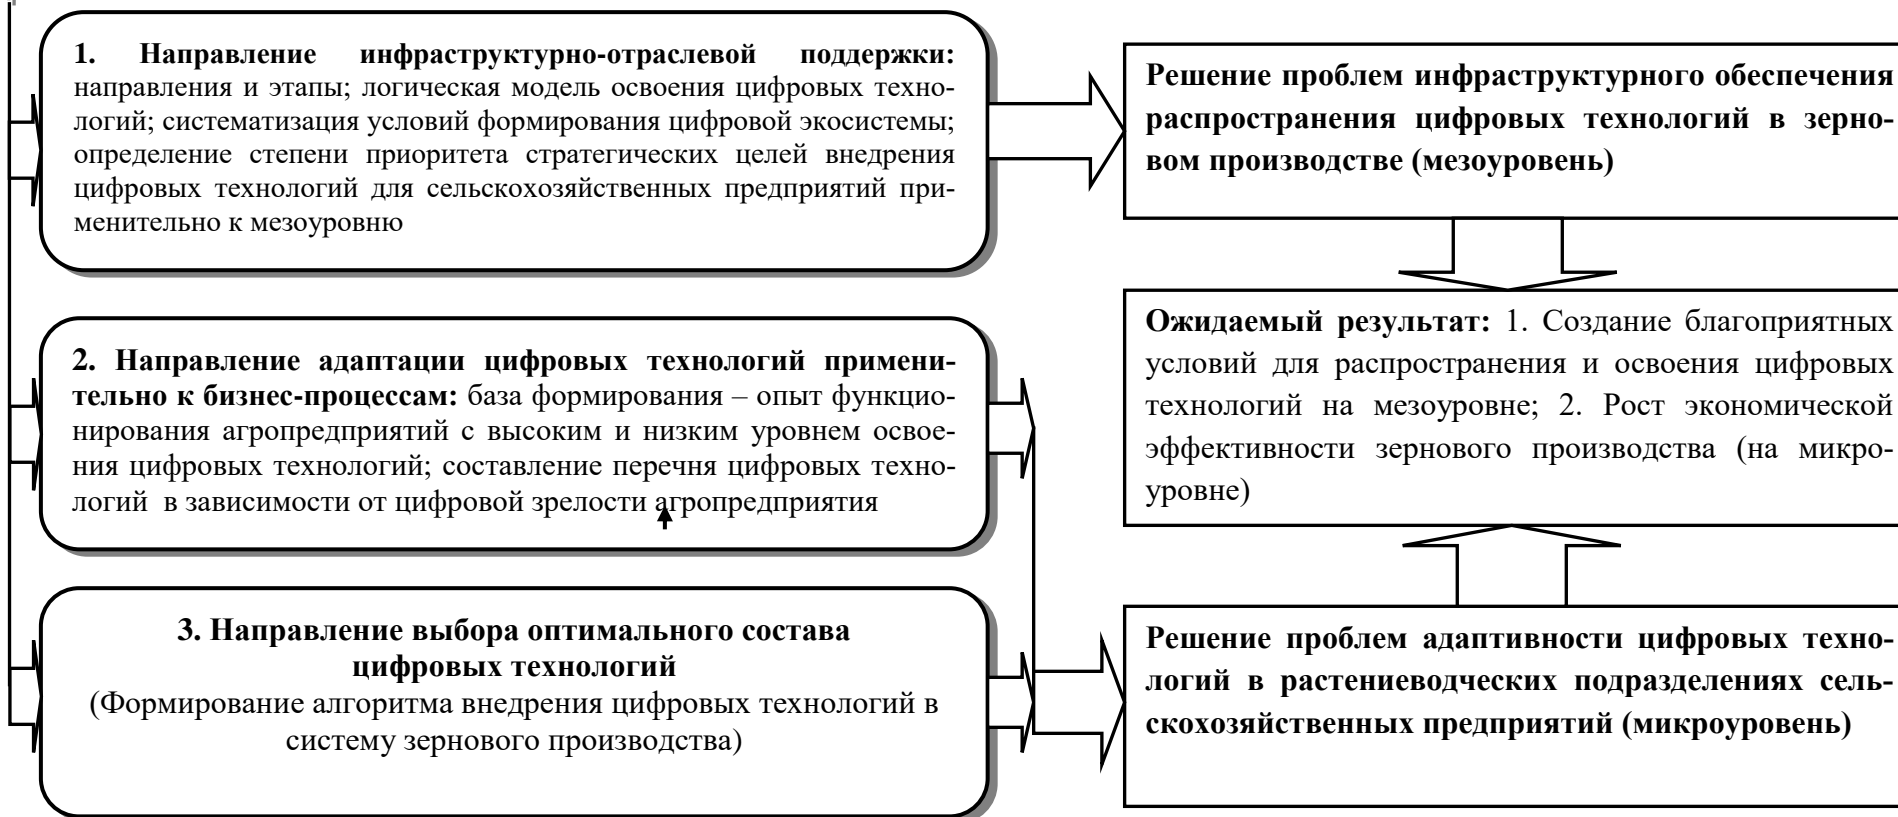 1. Направление инфраструктурно-отраслевой поддержки:
направления и этапы; логическая модель освоения цифровых техно-
логий; систематизация условий формирования цифровой экосистемы;
определение степени приоритета стратегических целей внедрения
цифровых технологий для сельскохозяйственных предприятий при-
менительно к мезоуровню
Решение проблем инфраструктурного обеспечения
распространения цифровых технологий в зерно-
вом производстве (мезоуровень)
2. Направление адаптации цифровых технологий примени-
тельно к бизнес-процессам: база формирования – опыт функцио-
нирования агропредприятий с высоким и низким уровнем освое-
ния цифровых технологий; составление перечня цифровых техно-
логий в зависимости от цифровой зрелости агропредприятия
Ожидаемый результат: 1. Создание благоприятных
условий для распространения и освоения цифровых
технологий на мезоуровне; 2. Рост экономической
эффективности зернового производства (на микро-
уровне)
3. Направление выбора оптимального состава
цифровых технологий
(Формирование алгоритма внедрения цифровых технологий в
систему зернового производства)
Решение проблем адаптивности цифровых техно-
логий в растениеводческих подразделениях сель-
скохозяйственных предприятий (микроуровень)